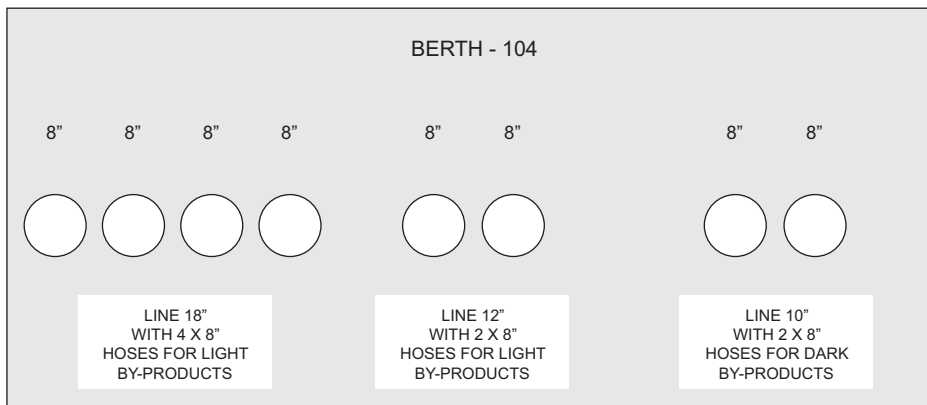 BERTH - 104
8” 8” 8” 8” 8” 8” 8” 8”
LINE 18”
WITH 4 X 8”
HOSES FOR LIGHT
BY-PRODUCTS
LINE 12”
WITH 2 X 8”
HOSES FOR LIGHT
BY-PRODUCTS
LINE 10”
WITH 2 X 8”
HOSES FOR DARK
BY-PRODUCTS